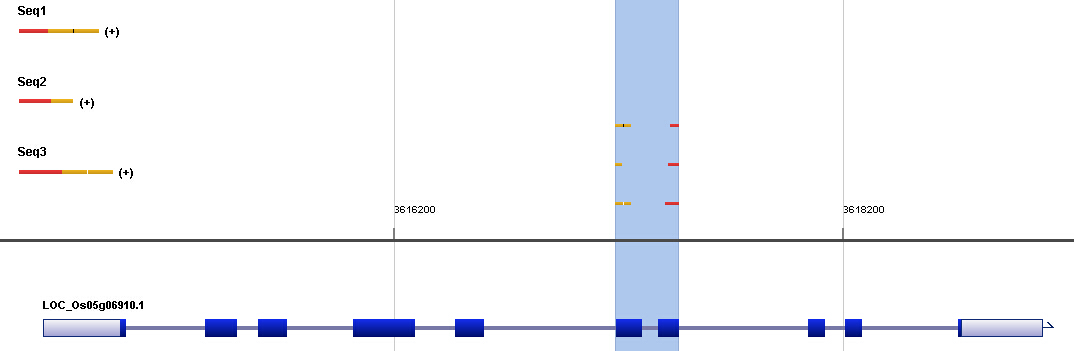 Seq1
(+)
Seq2
(+)
Seq3
(+)
3616200
3618200
LOC_Os05g06910.1